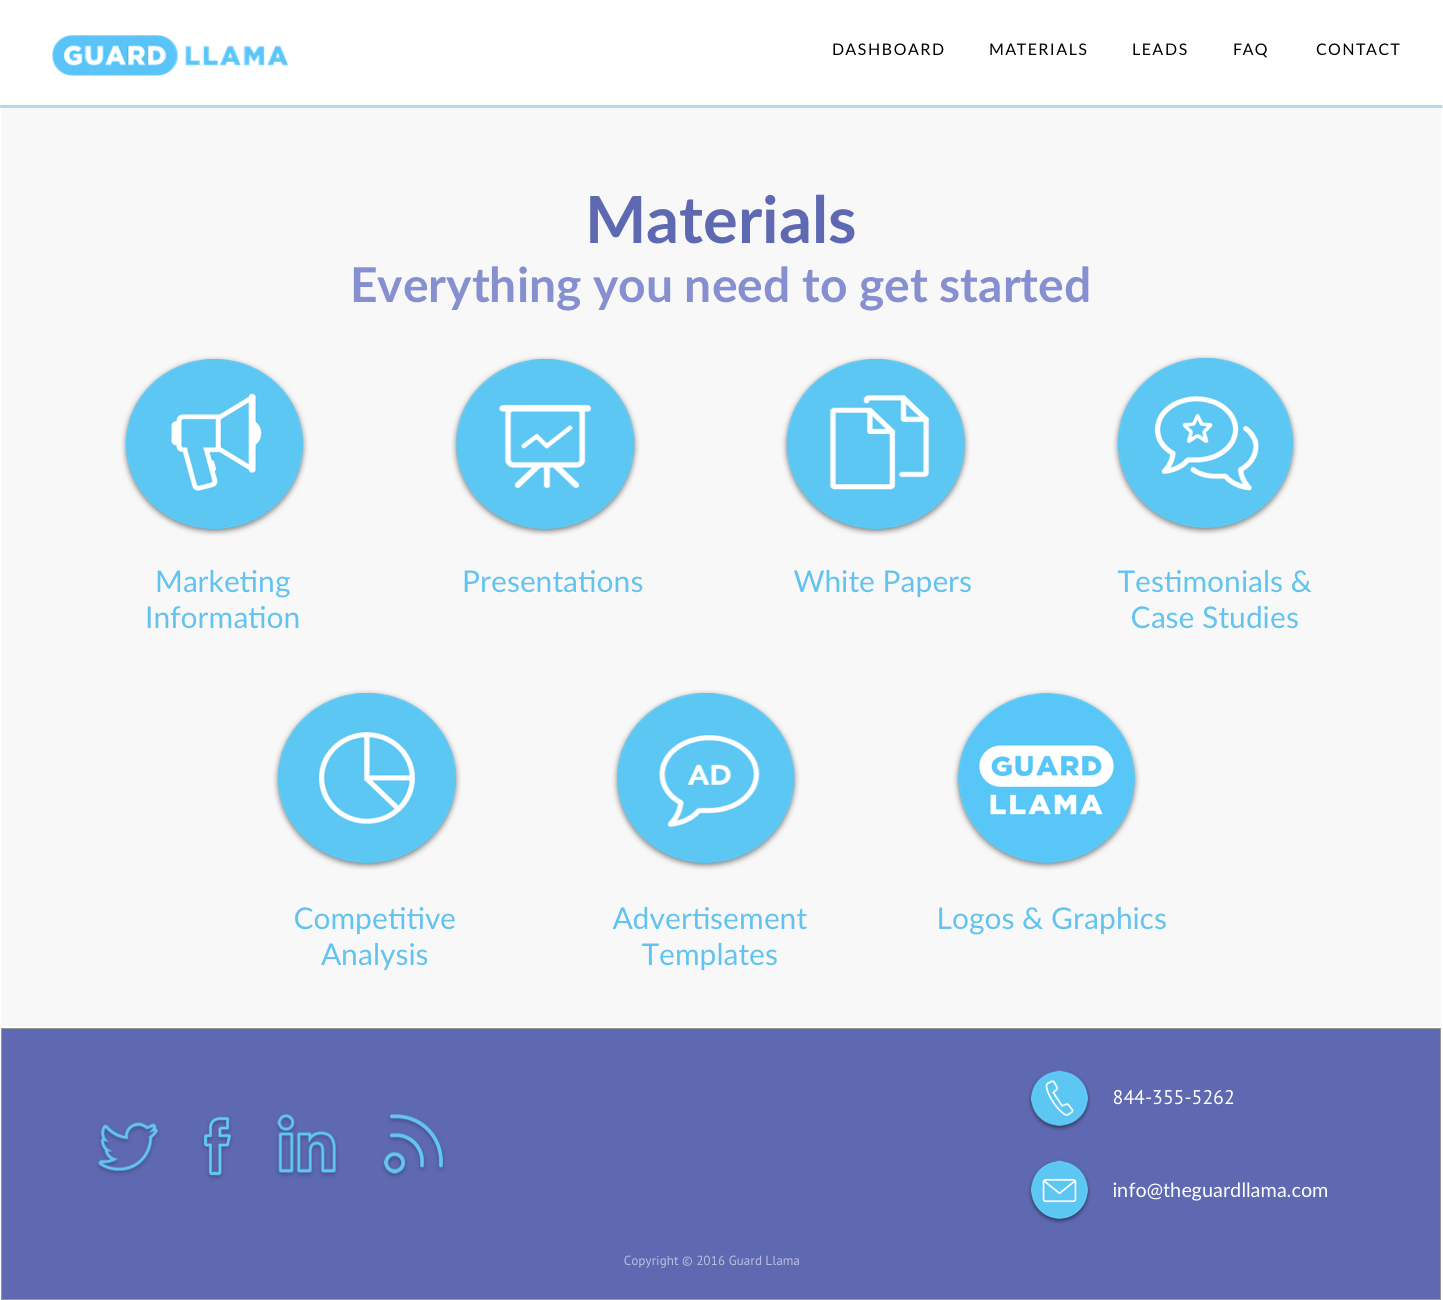 GUARD LLAMA
DASHBOARD MATERIALS LEADS FAQ CONTACT
Materials
Everything you need to get started
Marketing
Information
Presentations
White Papers
Testimonials &
Case Studies
AD
GUARD
LLAMA
Competitive
Analysis
Advertisement
Templates
Logos & Graphics
in
844-355-5262
info@theguardllama.com
Copyright © 2016 Guard Llama